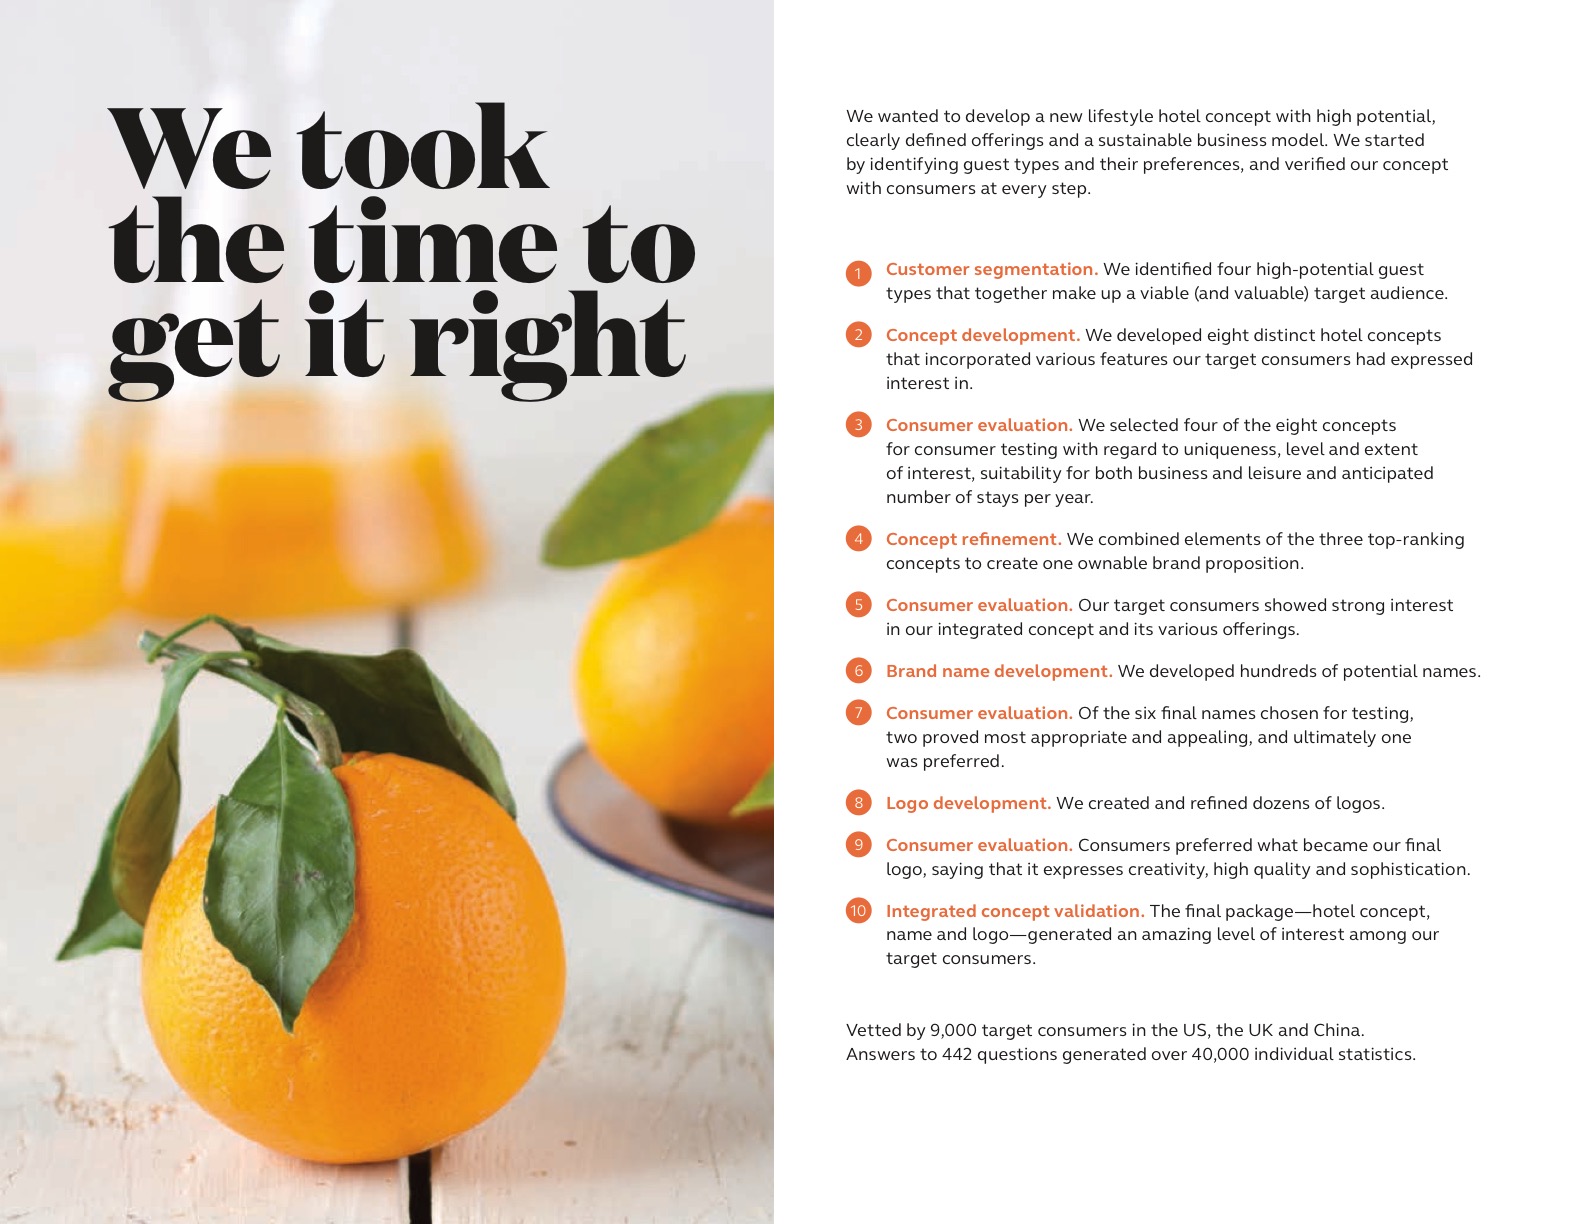 We took
the time to
get it right
We wanted to develop a new lifestyle hotel concept with high potential,
clearly defined offerings and a sustainable business model. We started
by identifying guest types and their preferences, and verified our concept
with consumers at every step.
1 Customer segmentation. We identified four high-potential guest
types that together make up a viable (and valuable) target audience.
2 Concept development. We developed eight distinct hotel concepts
that incorporated various features our target consumers had expressed
interest in.
3 Consumer evaluation. We selected four of the eight concepts
for consumer testing with regard to uniqueness, level and extent
of interest, suitability for both business and leisure and anticipated
number of stays per year.
4 Concept refinement. We combined elements of the three top-ranking
concepts to create one ownable brand proposition.
5 Consumer evaluation. Our target consumers showed strong interest
in our integrated concept and its various offerings.
6 Brand name development. We developed hundreds of potential names.
7 Consumer evaluation. Of the six final names chosen for testing,
two proved most appropriate and appealing, and ultimately one
was preferred.
8 Logo development. We created and refined dozens of logos.
9 Consumer evaluation. Consumers preferred what became our final
logo, saying that it expresses creativity, high quality and sophistication.
10 Integrated concept validation. The final package—hotel concept,
name and logo—generated an amazing level of interest among our
target consumers.
Vetted by 9,000 target consumers in the US, the UK and China.
Answers to 442 questions generated over 40,000 individual statistics.